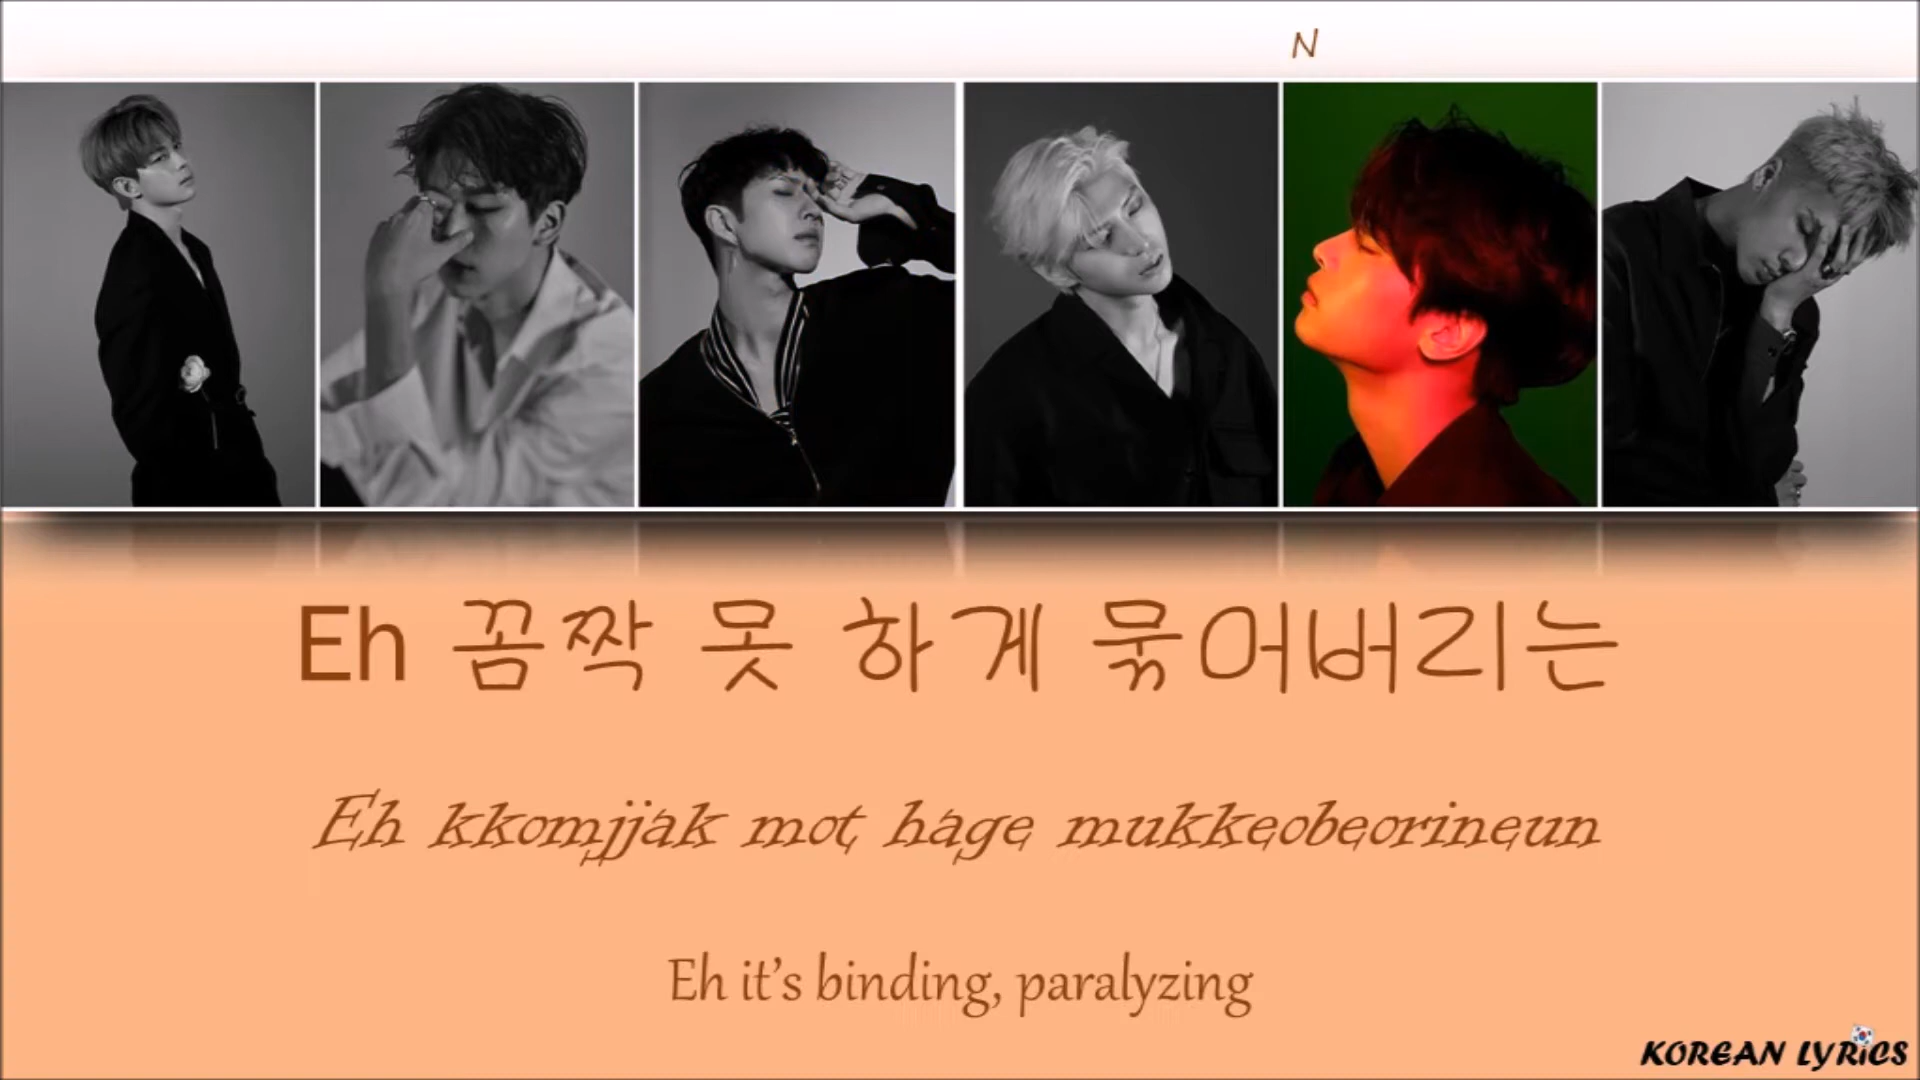 N
Eh 꼼짝 못 하게 묶어버리는
Eh kkomjjak mot hage mukkeobeorineun
Eh it's binding, paralyzing
KOREAN LYRICS